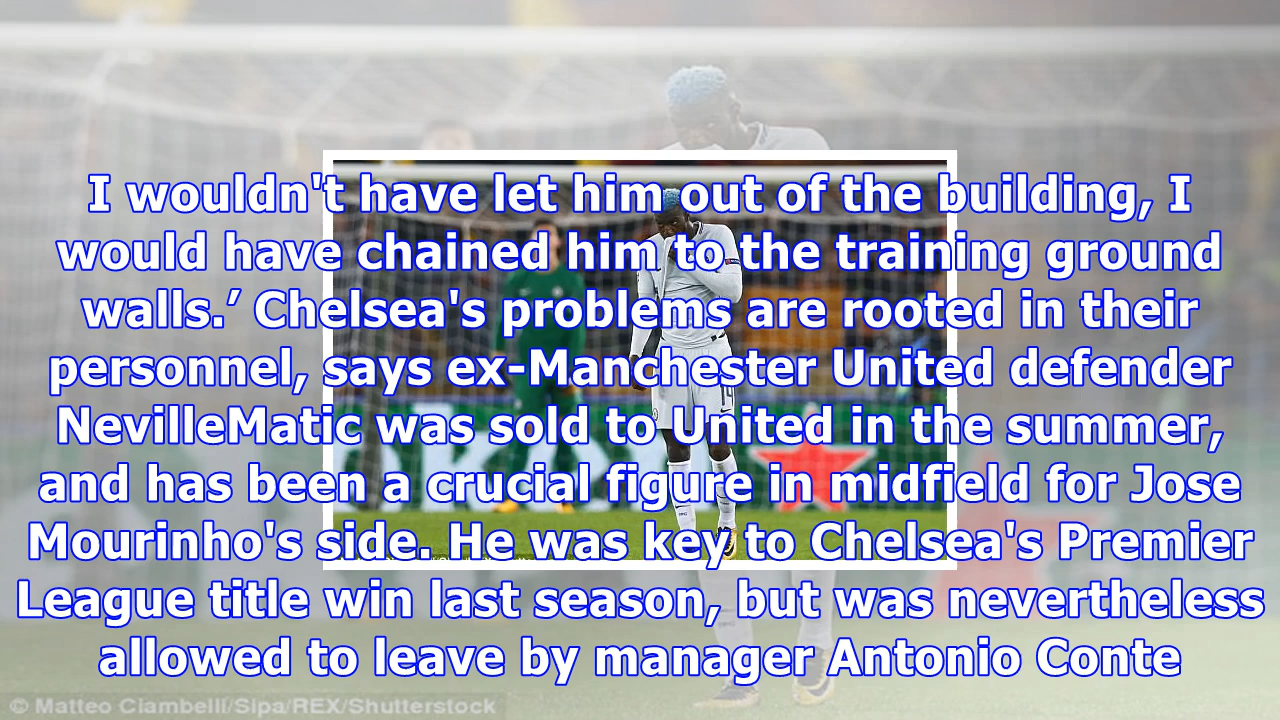 I wouldn't have let him out of the building, I
would have chained him to the training ground
walls.’ Chelsea's problems are rooted in their
personnel, says ex-Manchester United defender
NevilleMatic was sold to United in the summer,
and has been a crucial figure in midfield for Jose
Mourinho's side. He was key to Chelsea's Premier
League title win last season, but was nevertheless
allowed to leave by manager Antonio Conte
© Matteo Ciambelli/Sipa/REX/Shutterstock